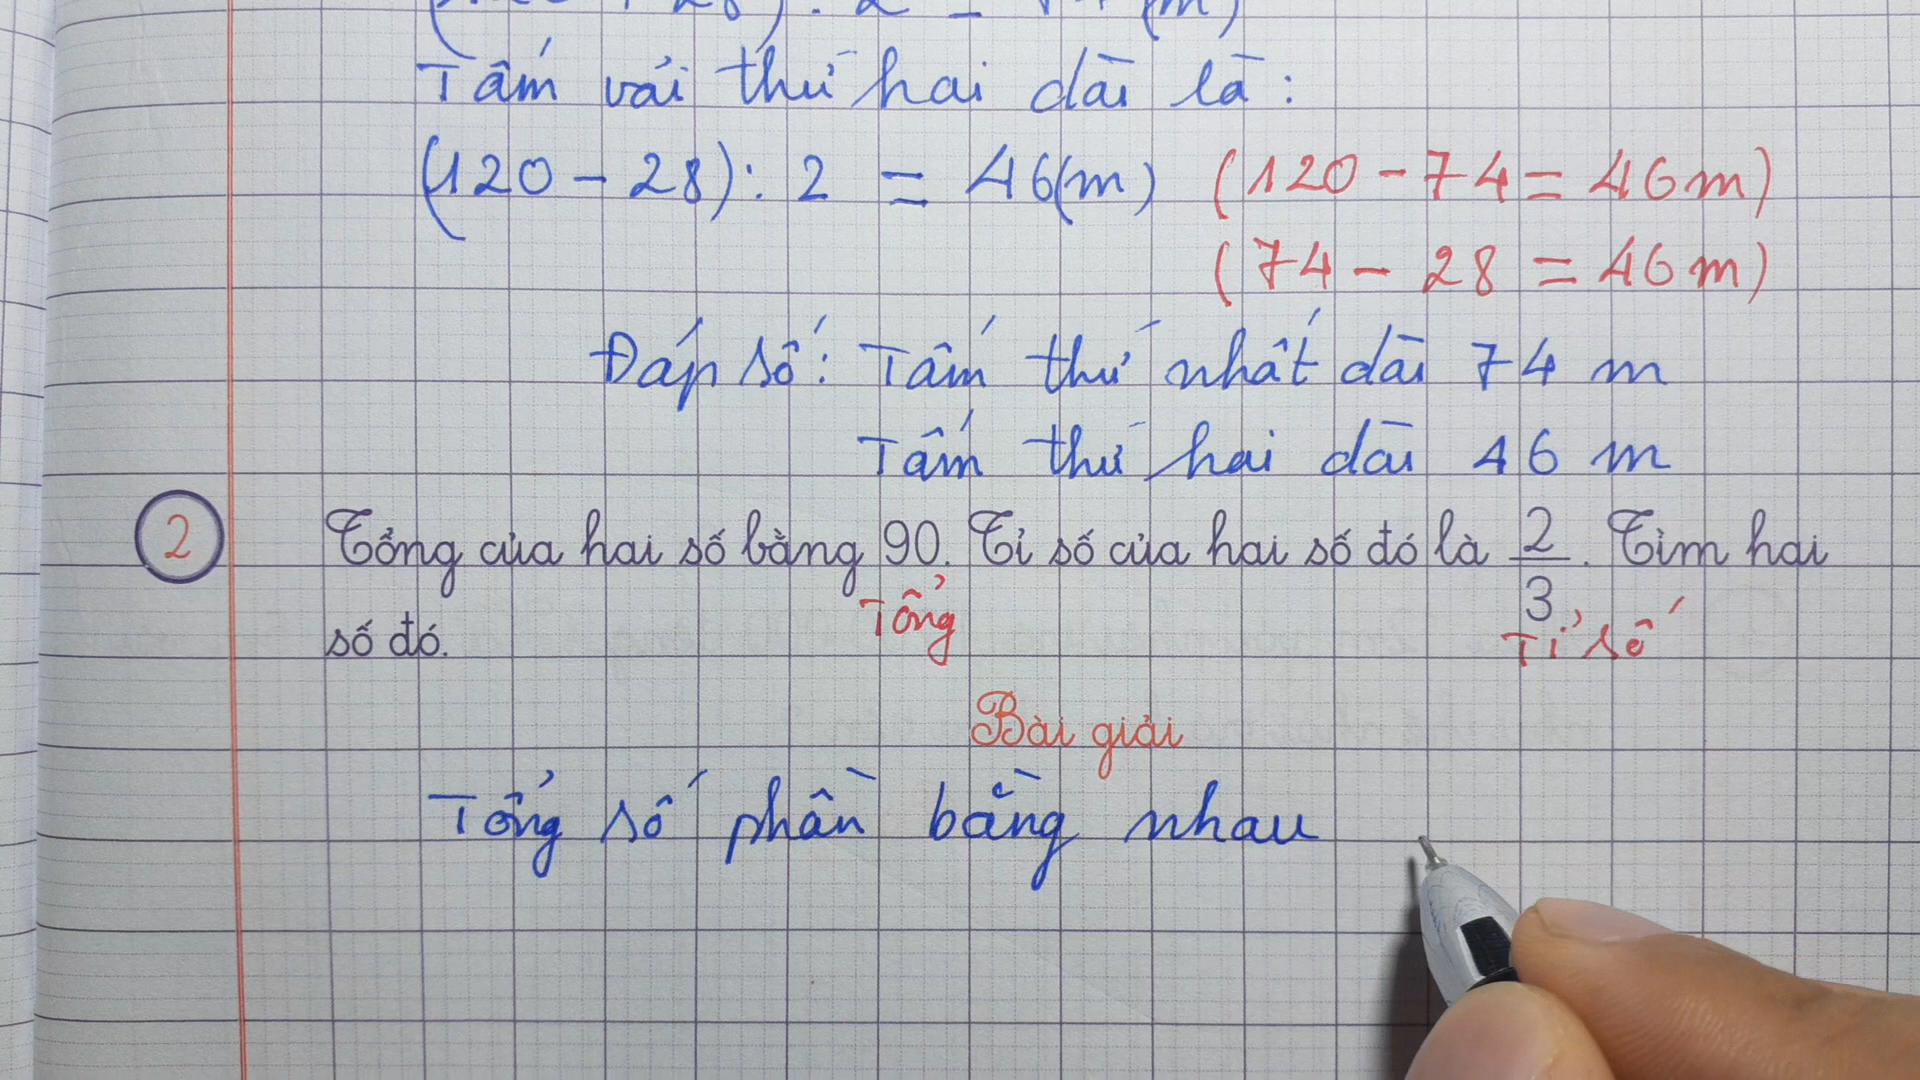 Tấm vải thứ hai dài là:
(120 - 28) : 2 = 46(m) (120 - 74 = 46m)
(74 - 28 = 46m)
Đáp số: Tấm thứ nhất dài 74 m
Tấm thứ hai dài 46 m
2 Tổng của hai số bằng 90. Tỉ số của hai số đó là 2/3. Tìm hai
Tổng Tỉ số
số đó.
Bài giải
Tổng số phần bằng nhau